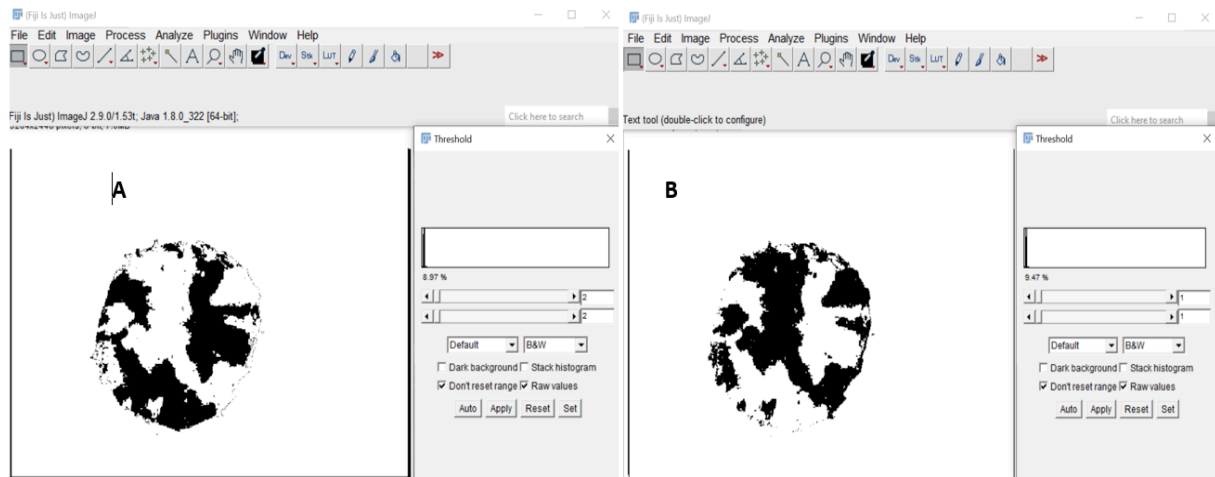 (Fiji Is Just) ImageJ
File Edit Image Process Analyze Plugins Window Help
Dev. Stk. LUT.
Fiji Is Just) ImageJ 2.9.0/1.53t; Java 1.8.0_322 [64-bit];
Click here to search
A
Threshold
8.97 %
2
2
Default B&W
Dark background Stack histogram
Don't reset range Raw values
Auto Apply Reset Set
(Fiji Is Just) ImageJ
File Edit Image Process Analyze Plugins Window Help
Dev. Stk. LUT.
Text tool (double-click to configure)
Click here to search
B
Threshold
9.47 %
1
1
Default B&W
Dark background Stack histogram
Don't reset range Raw values
Auto Apply Reset Set